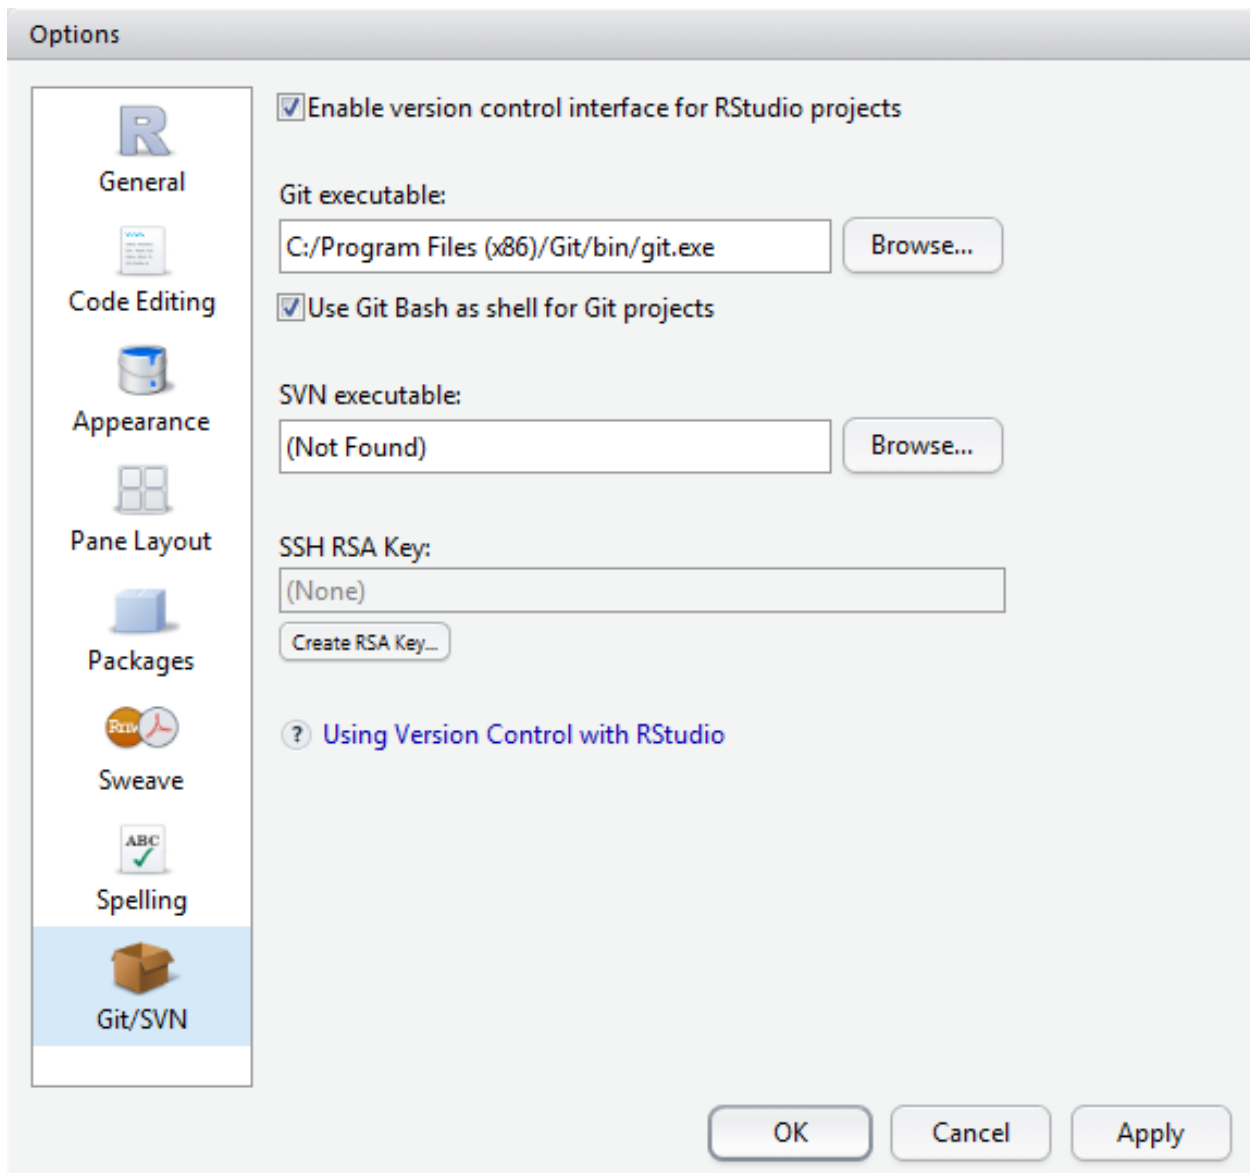 Options
R
General
Code Editing
Appearance
Pane Layout
Packages
Rnw
Sweave
ABC
Spelling
Git/SVN
Enable version control interface for RStudio projects
Git executable:
C:/Program Files (x86)/Git/bin/git.exe
Browse...
Use Git Bash as shell for Git projects
SVN executable:
(Not Found)
Browse...
SSH RSA Key:
(None)
Create RSA Key...
? Using Version Control with RStudio
OK
Cancel
Apply